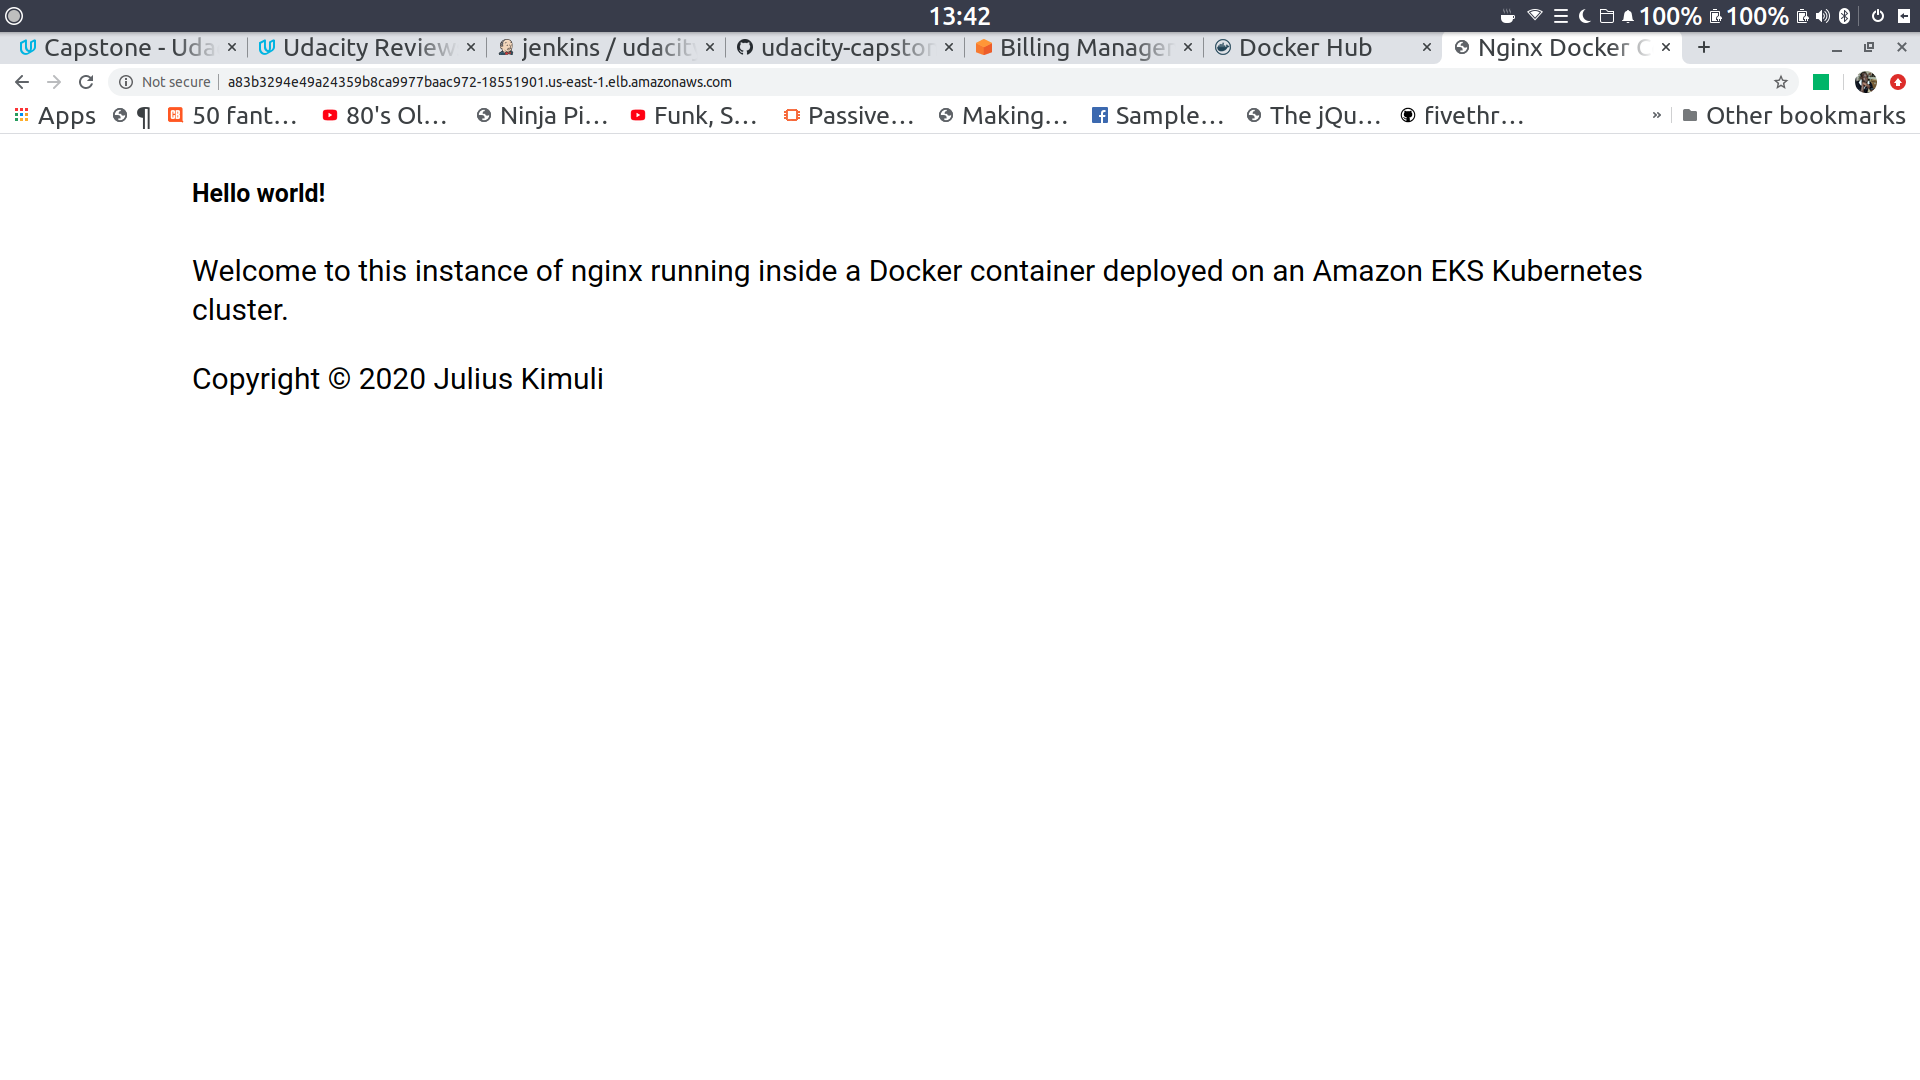 13:42
100% 100%
Capstone - Uda
Udacity Review
jenkins / udacity
udacity-capstor
Billing Manager
Docker Hub
Nginx Docker C
Not secure a83b3294e49a24359b8ca9977baac972-18551901.us-east-1.elb.amazonaws.com
Apps ¶ 50 fant... 80's Ol... Ninja Pi... Funk, S... Passive... Making... Sample... The jQu... fivethr... » Other bookmarks
Hello world!
Welcome to this instance of nginx running inside a Docker container deployed on an Amazon EKS Kubernetes
cluster.
Copyright © 2020 Julius Kimuli